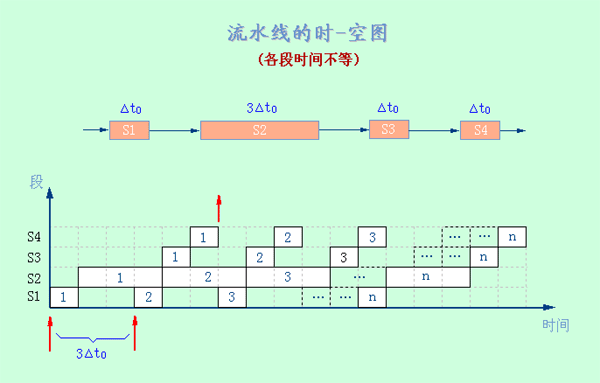 流水线的时-空图
(各段时间不等)
Δt₀ 3Δt₀ Δt₀ Δt₀
S1 S2 S3 S4
段
S4 1 2 3 … … n
S3 1 2 3 … … n
S2 1 2 3 … n
S1 1 2 3 … … n
时间
3Δt₀